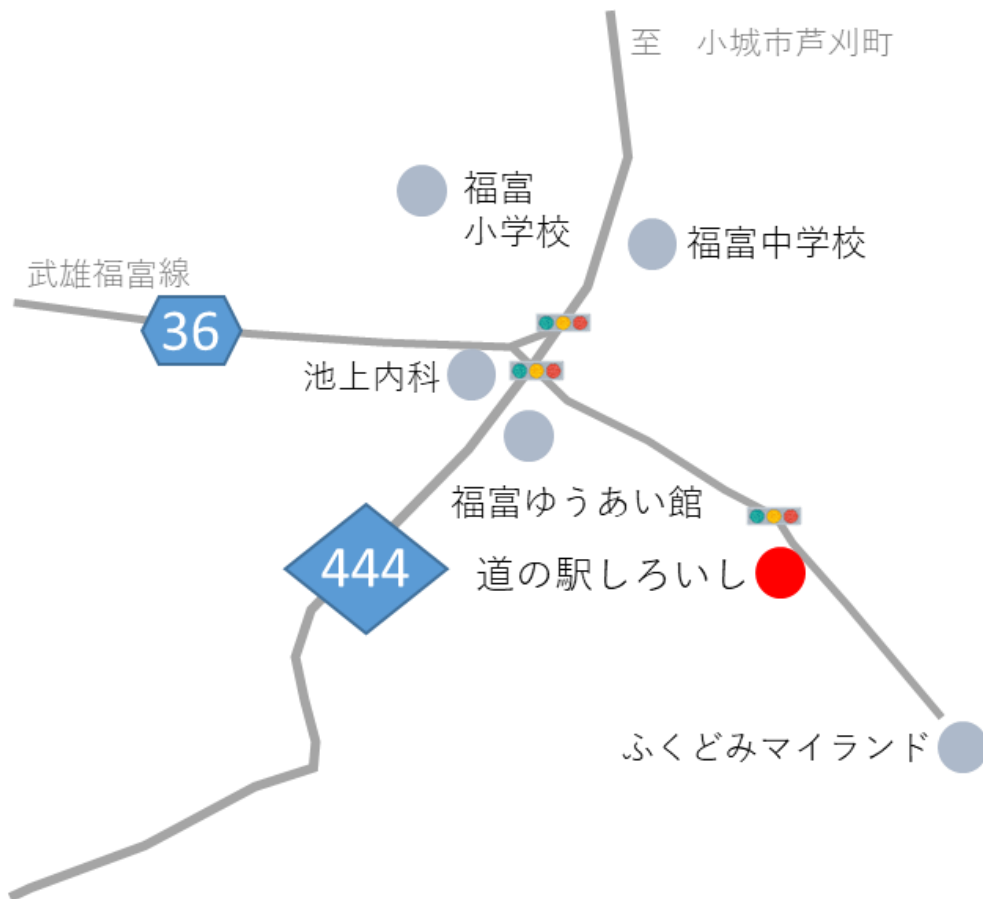 至　小城市芦刈町
福富
小学校
福富中学校
武雄福富線
36
池上内科
福富ゆうあい館
444
道の駅しろいし
ふくどみマイランド